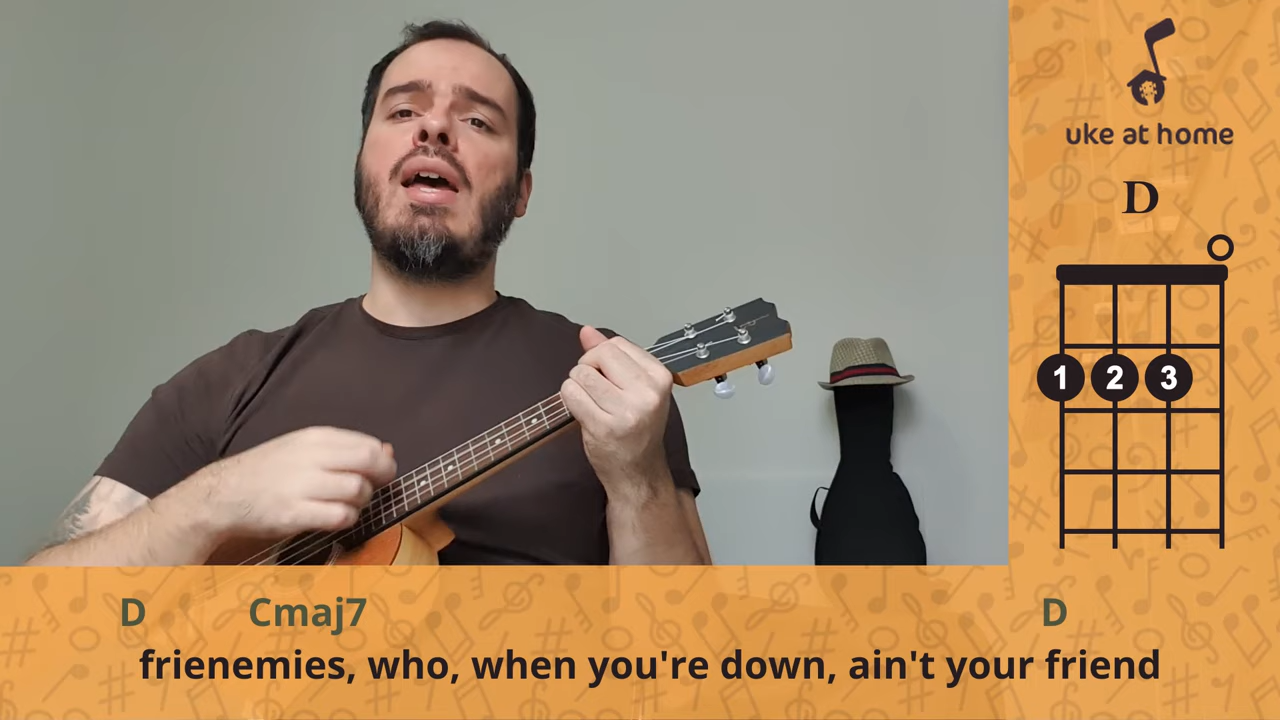 uke at home
D
1 2 3
D Cmaj7 D
frienemies, who, when you're down, ain't your friend